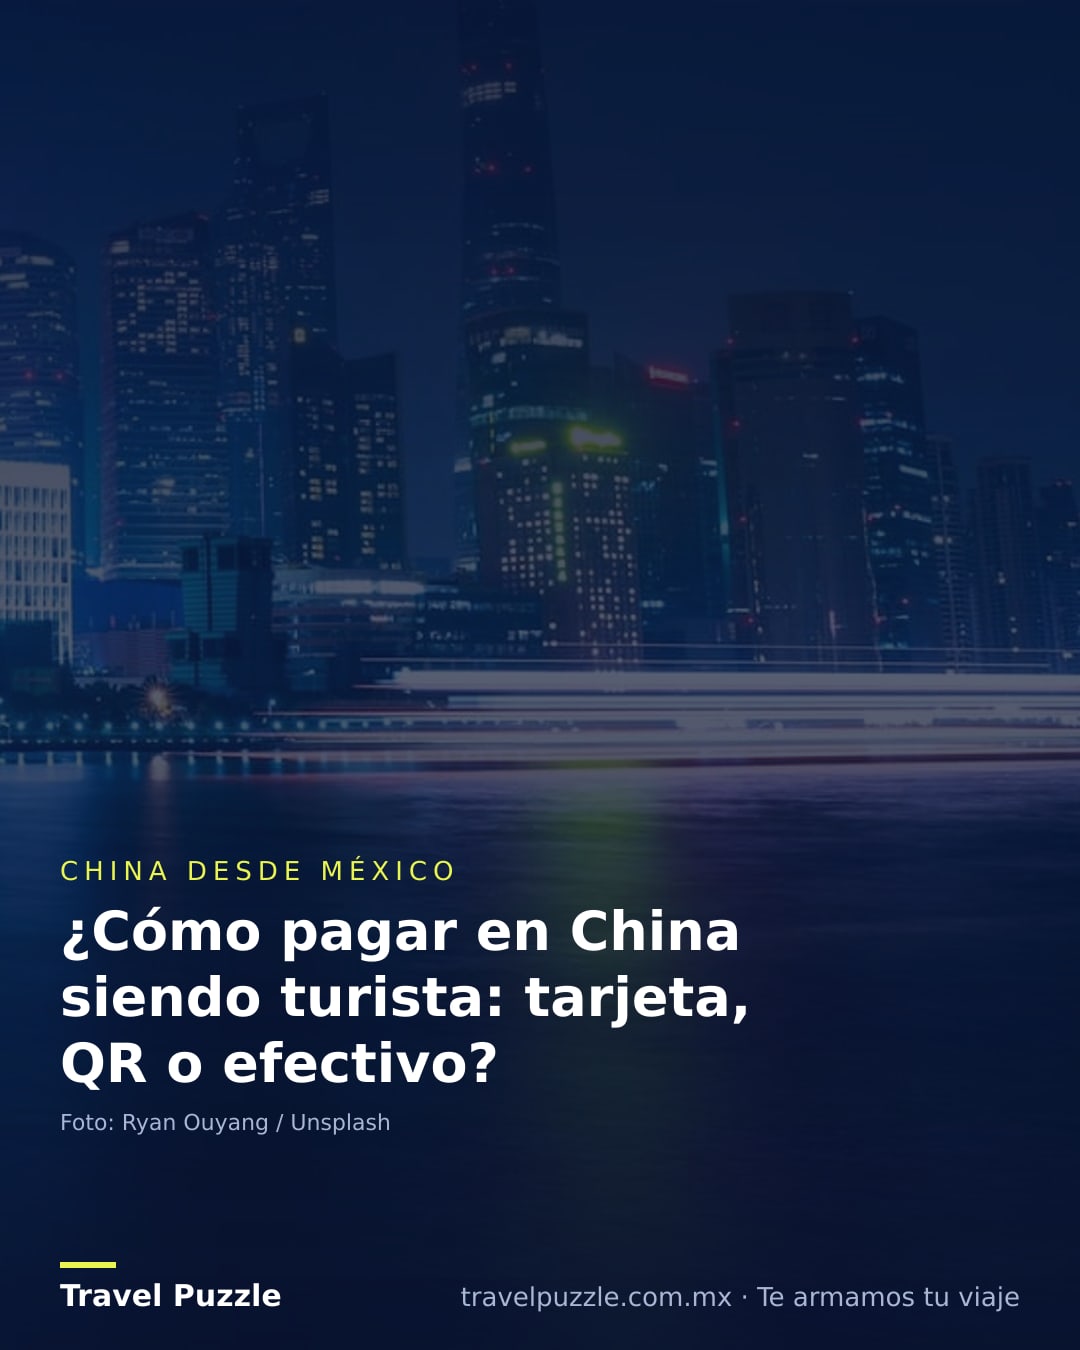 CHINA DESDE MÉXICO
¿Cómo pagar en China
siendo turista: tarjeta,
QR o efectivo?
Foto: Ryan Ouyang / Unsplash
Travel Puzzle
travelpuzzle.com.mx · Te armamos tu viaje